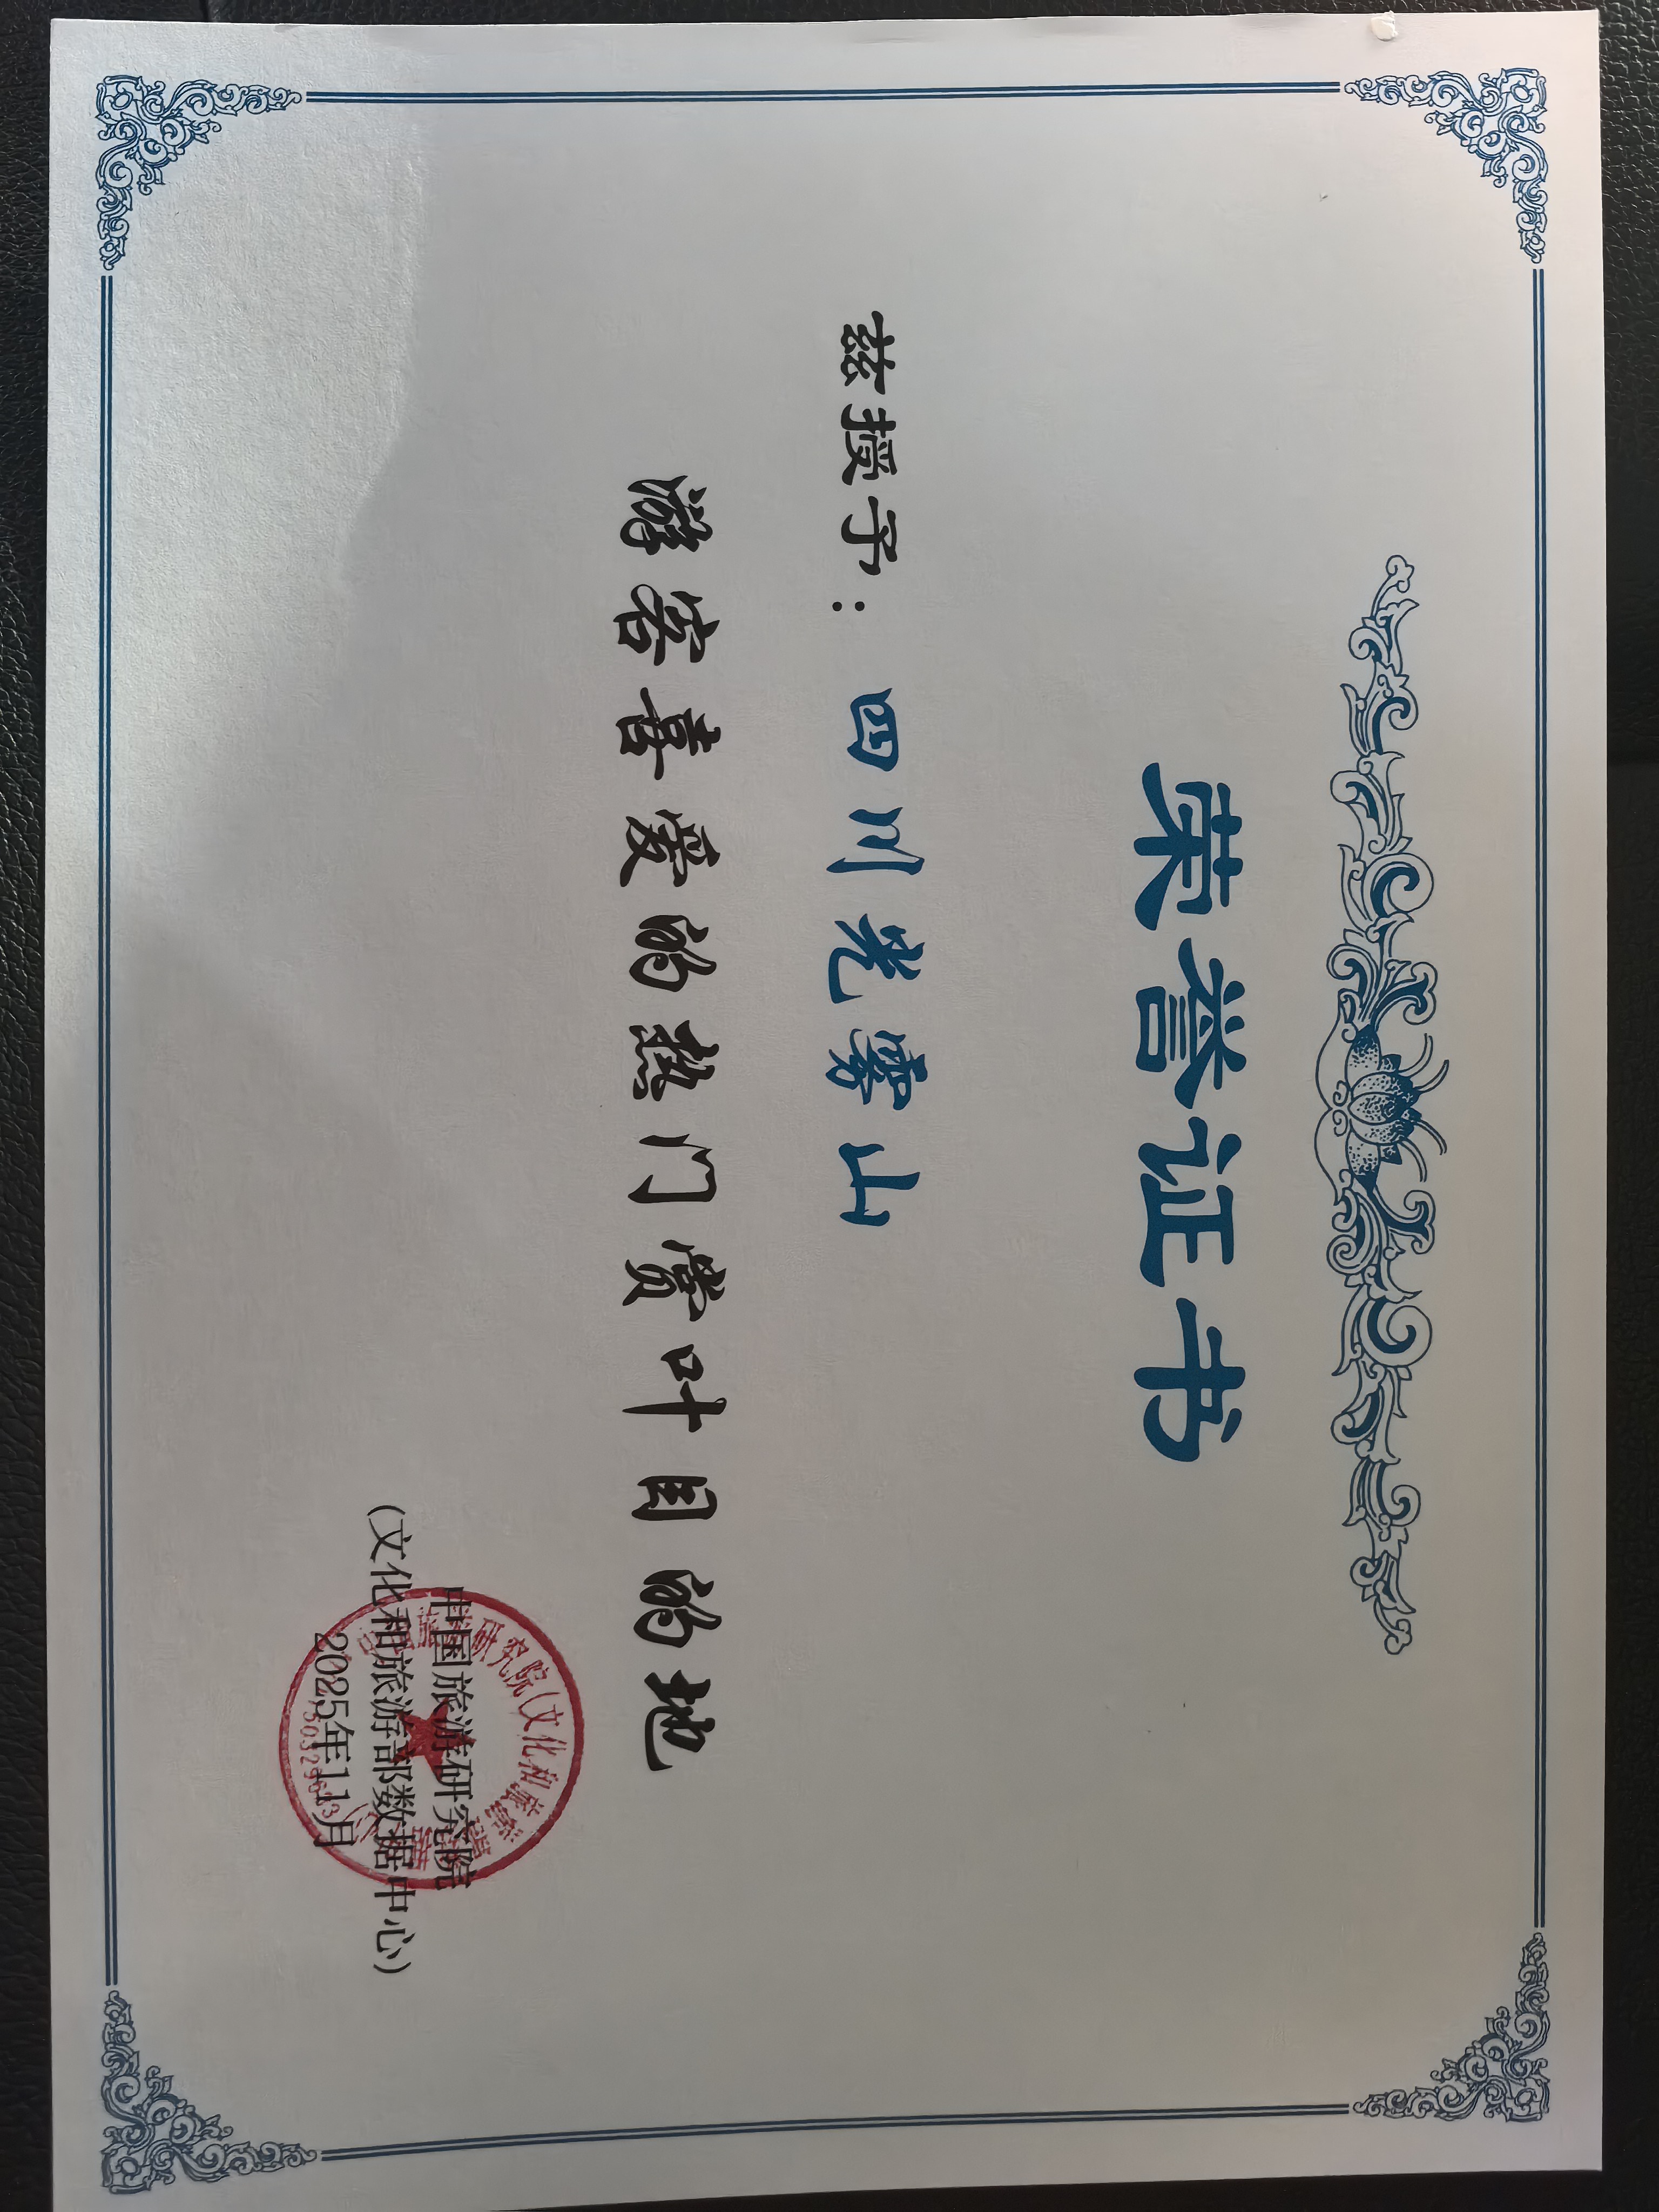 荣誉证书
兹授予：四川光雾山
游客喜爱的热门赏叶目的地
中国旅游研究院
（文化和旅游部数据中心）
2025年11月